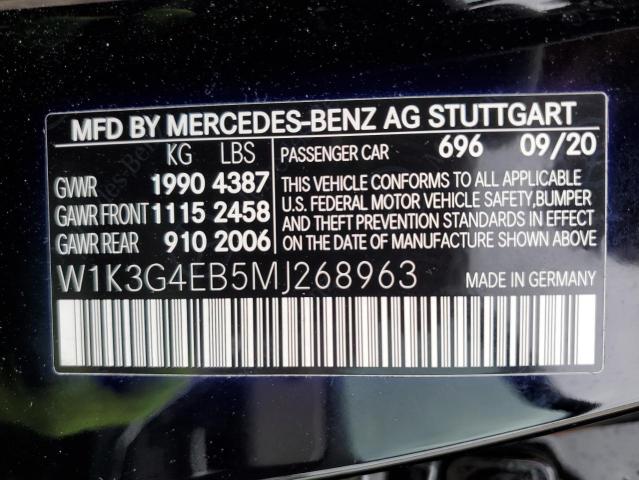 MFD BY MERCEDES-BENZ AG STUTTGART
KG LBS
GVWR 1990 4387
GAWR FRONT 1115 2458
GAWR REAR 910 2006
PASSENGER CAR 696 09/20
THIS VEHICLE CONFORMS TO ALL APPLICABLE
U.S. FEDERAL MOTOR VEHICLE SAFETY,BUMPER
AND THEFT PREVENTION STANDARDS IN EFFECT
ON THE DATE OF MANUFACTURE SHOWN ABOVE.
W1K3G4EB5MJ268963
MADE IN GERMANY